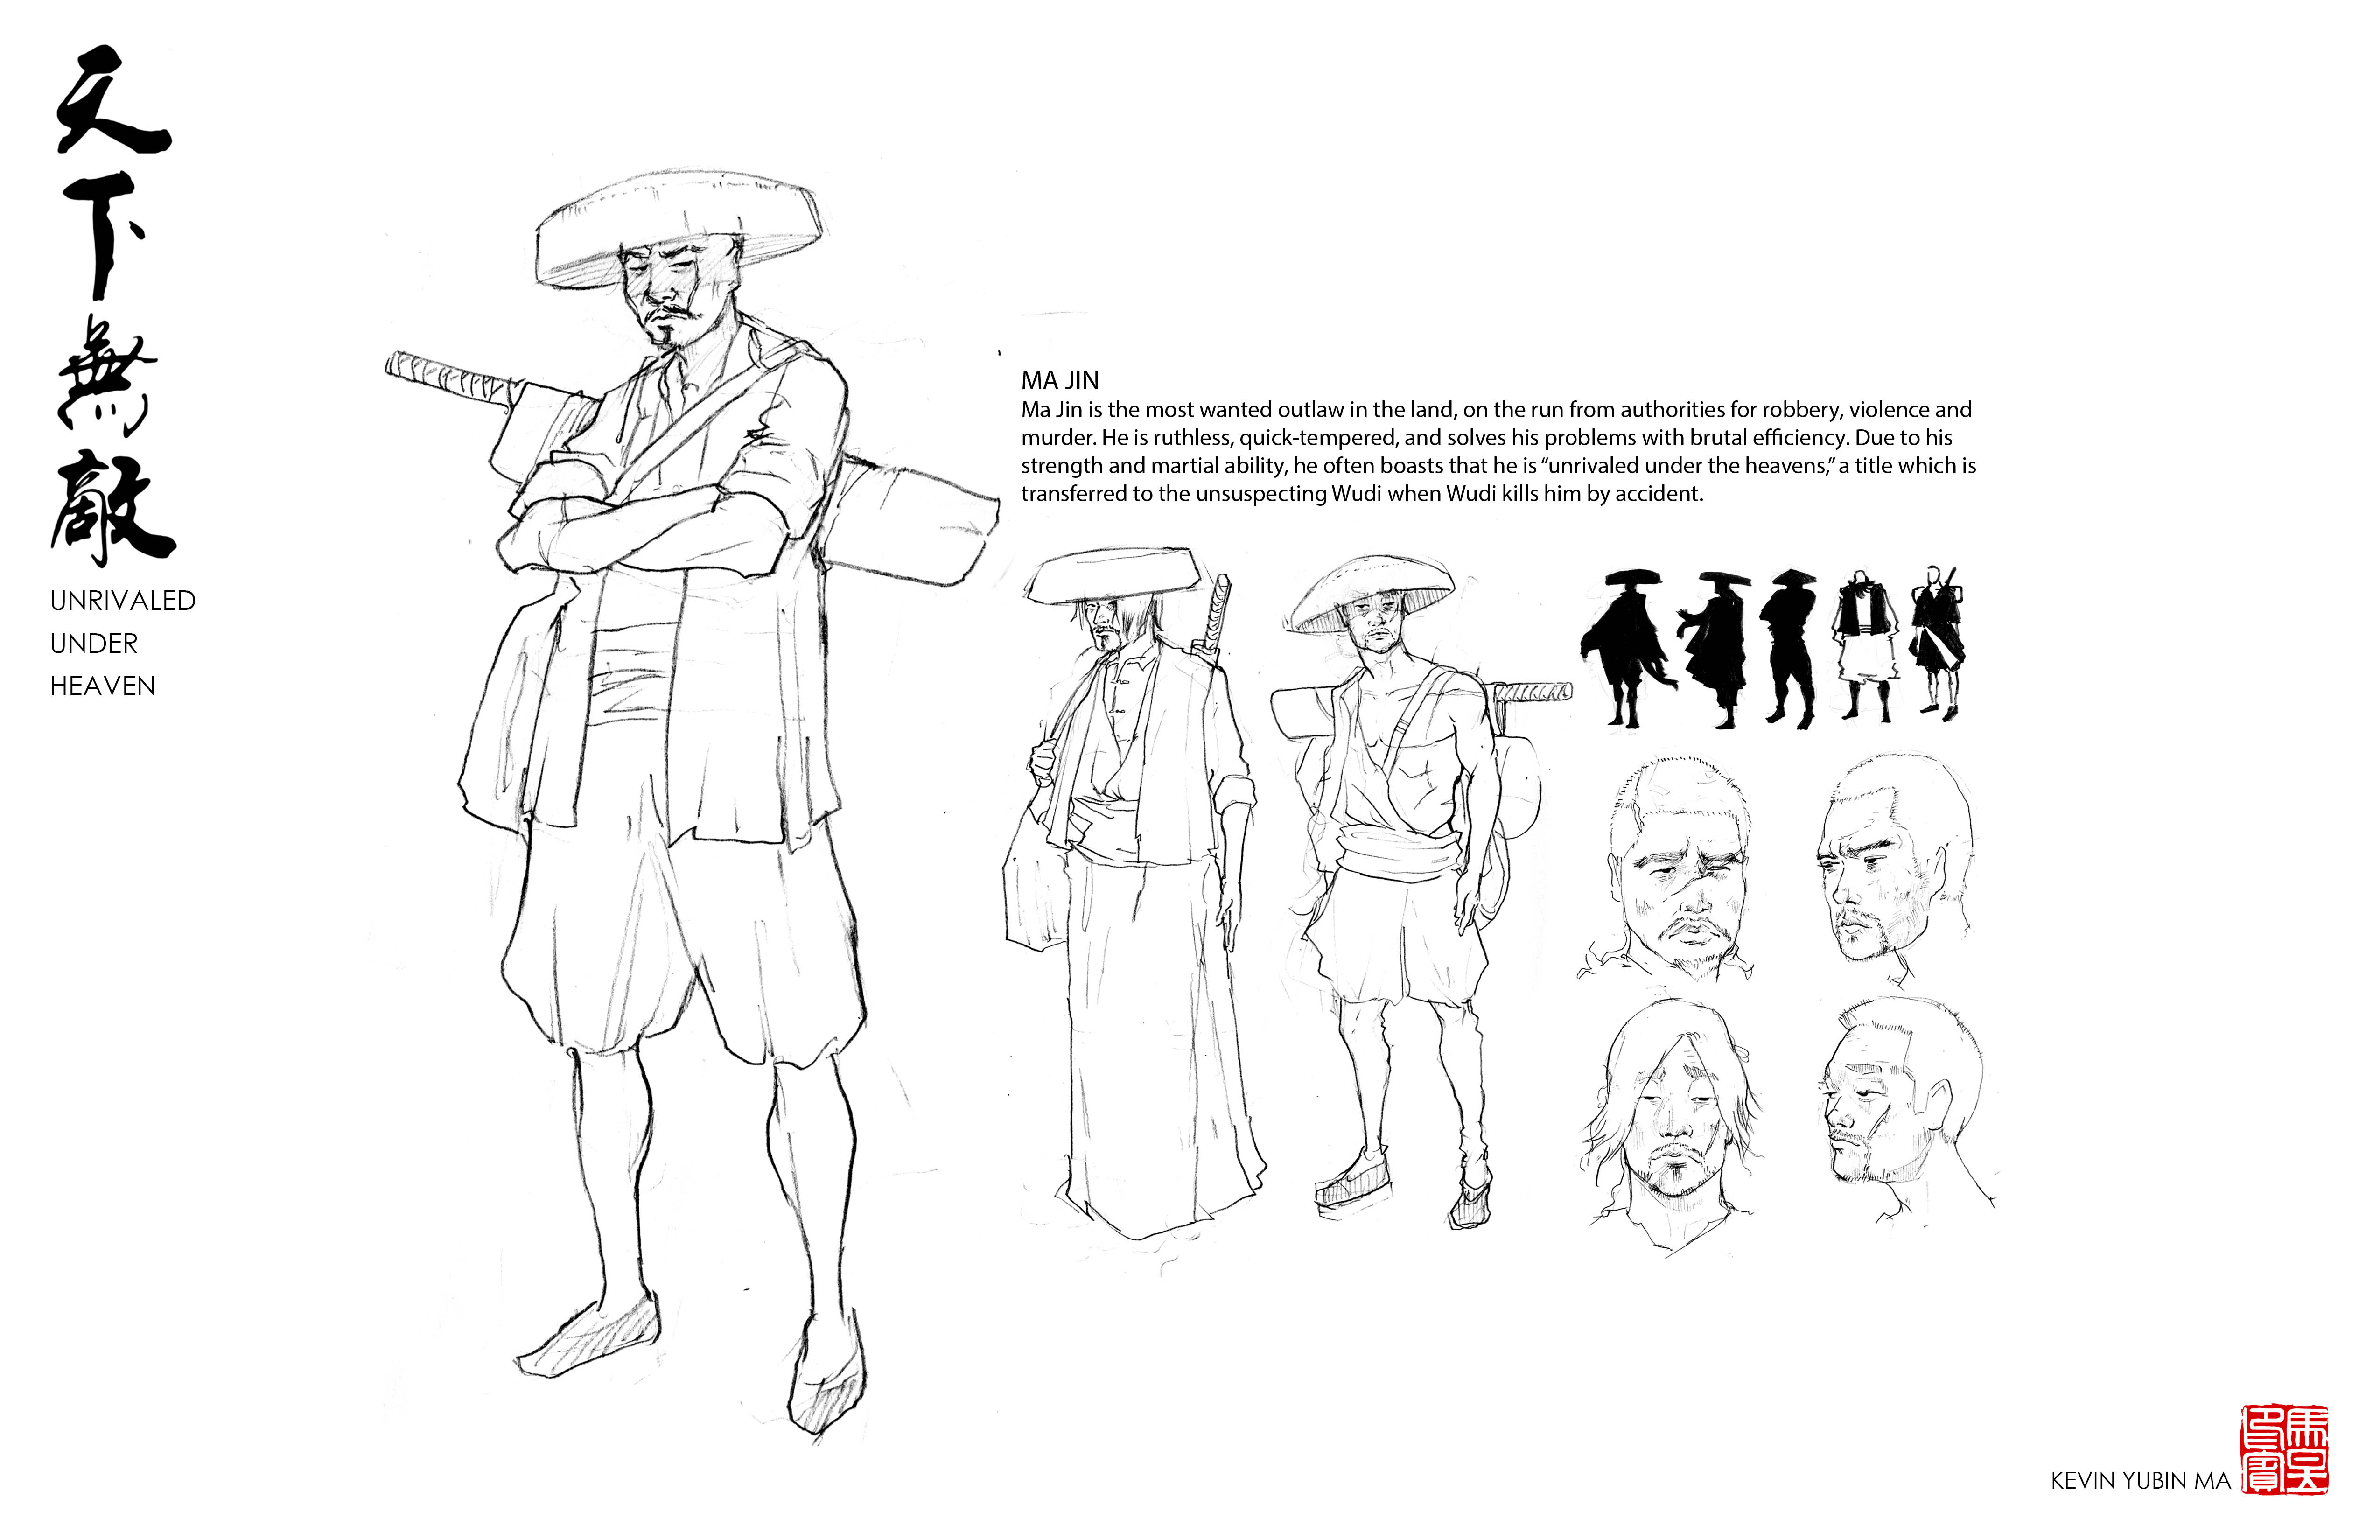 天
下
無
敵
UNRIVALED
UNDER
HEAVEN
MA JIN
Ma Jin is the most wanted outlaw in the land, on the run from authorities for robbery, violence and
murder. He is ruthless, quick-tempered, and solves his problems with brutal efficiency. Due to his
strength and martial ability, he often boasts that he is “unrivaled under the heavens,” a title which is
transferred to the unsuspecting Wudi when Wudi kills him by accident.
KEVIN YUBIN MA